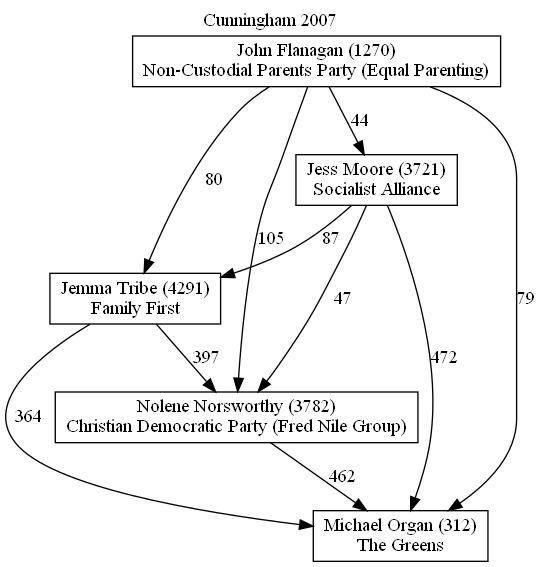 Cunningham 2007
John Flanagan (1270)
Non-Custodial Parents Party (Equal Parenting)
44
Jess Moore (3721)
Socialist Alliance
80
105
87
Jemma Tribe (4291)
Family First
47
79
397
472
364
Nolene Norsworthy (3782)
Christian Democratic Party (Fred Nile Group)
462
Michael Organ (312)
The Greens